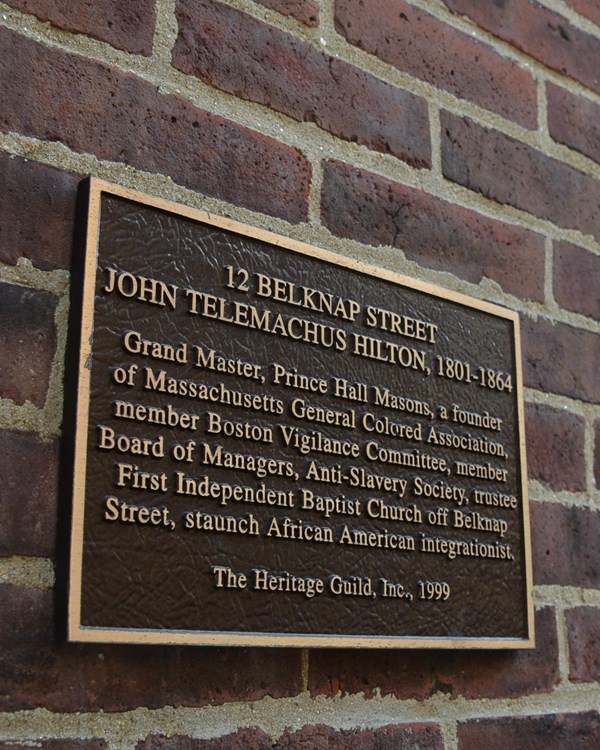 12 BELKNAP STREET
JOHN TELEMACHUS HILTON, 1801-1864
Grand Master, Prince Hall Masons, a founder
of Massachusetts General Colored Association,
member Boston Vigilance Committee, member
Board of Managers, Anti-Slavery Society, trustee
First Independent Baptist Church off Belknap
Street, staunch African American integrationist.
The Heritage Guild, Inc., 1999